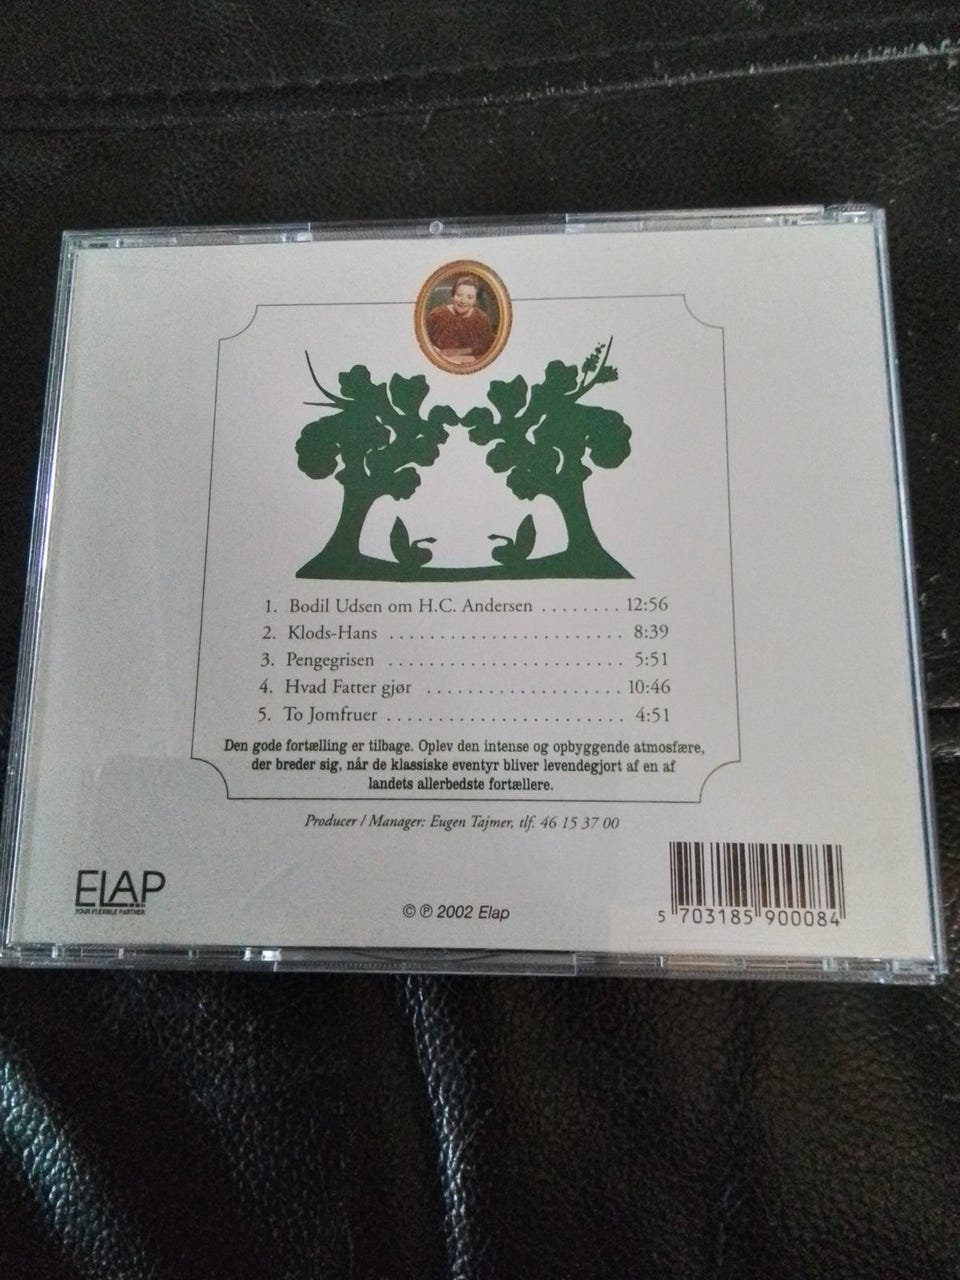 1. Bodil Udsen om H.C. Andersen ........ 12:56
2. Klods-Hans ....................... 8:39
3. Pengegrisen ....................... 5:51
4. Hvad Fatter gjør ................... 10:46
5. To Jomfruer ........................ 4:51
Den gode fortælling er tilbage. Oplev den intense og opbyggende atmosfære,
der breder sig, når de klassiske eventyr bliver levendegjort af en af
landets allerbedste fortællere.
Producer / Manager: Eugen Tajmer, tlf. 46 15 37 00
ELAP
YOUR FLEXIBLE PARTNER
© ℗ 2002 Elap
5 703185 900084